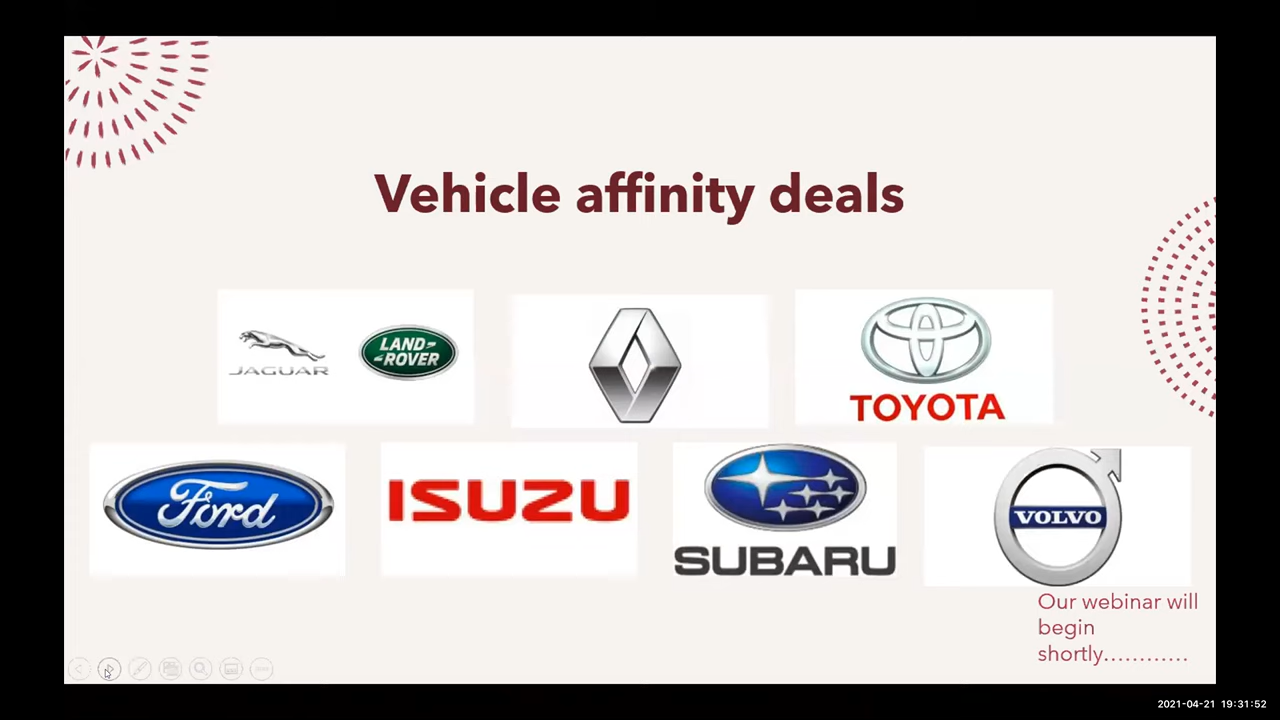 Vehicle affinity deals
JAGUAR
LAND-
-ROVER
TOYOTA
Ford
ISUZU
SUBARU
VOLVO
Our webinar will
begin
shortly............
2021-04-21 19:31:52